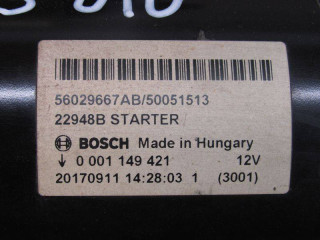 56029667AB/50051513
22948B STARTER
BOSCH Made in Hungary
↓ 0 001 149 421 12V
20170911 14:28:03 1 (3001)